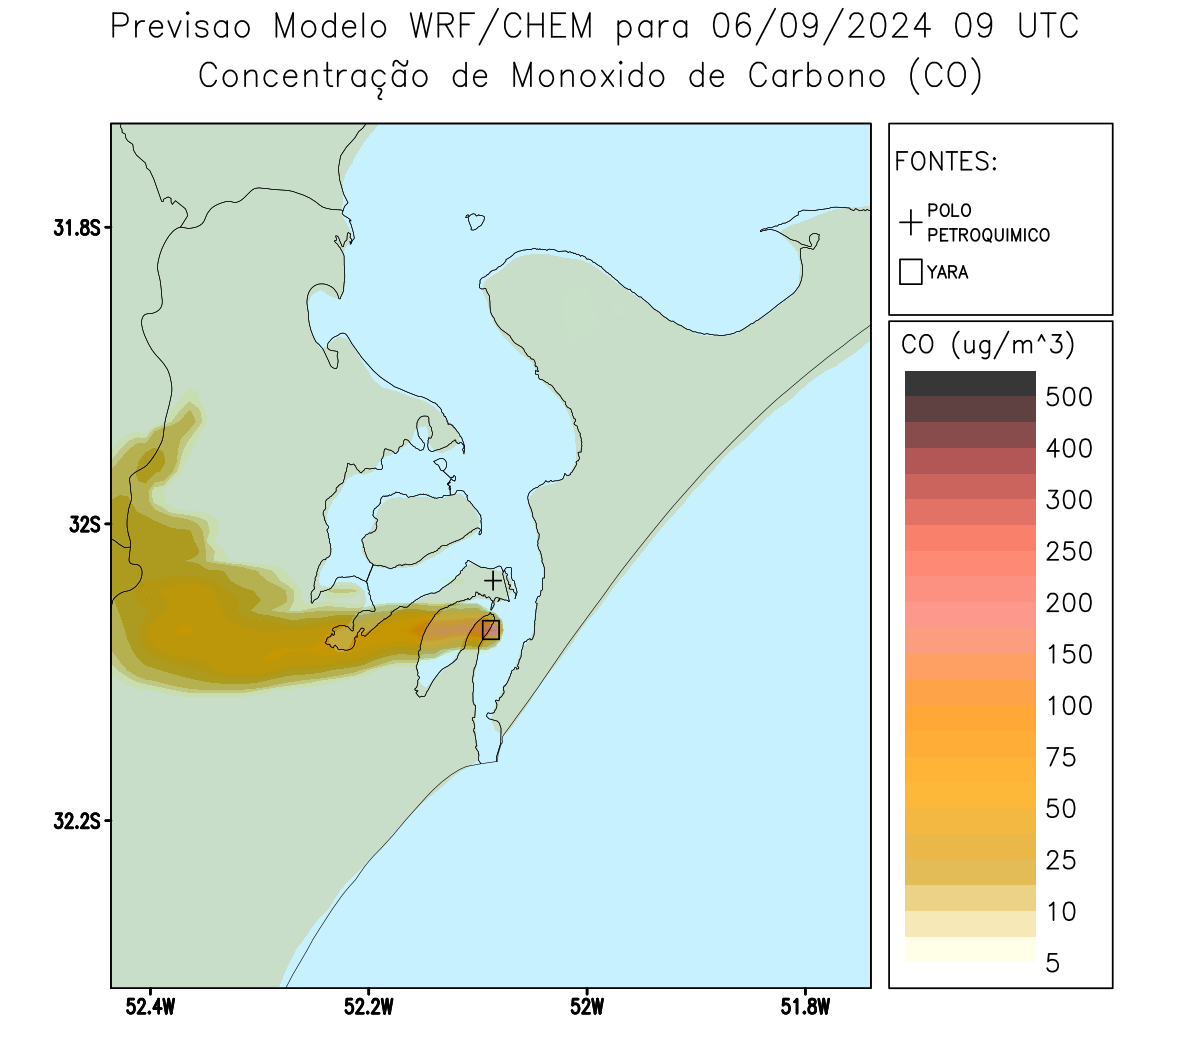 Previsao Modelo WRF/CHEM para 06/09/2024 09 UTC
Concentração de Monoxido de Carbono (CO)
FONTES:
POLO
PETROQUIMICO
YARA
CO (ug/m^3)
500
400
300
250
200
150
100
75
50
25
10
5
31.8S
32S
32.2S
52.4W
52.2W
52W
51.8W